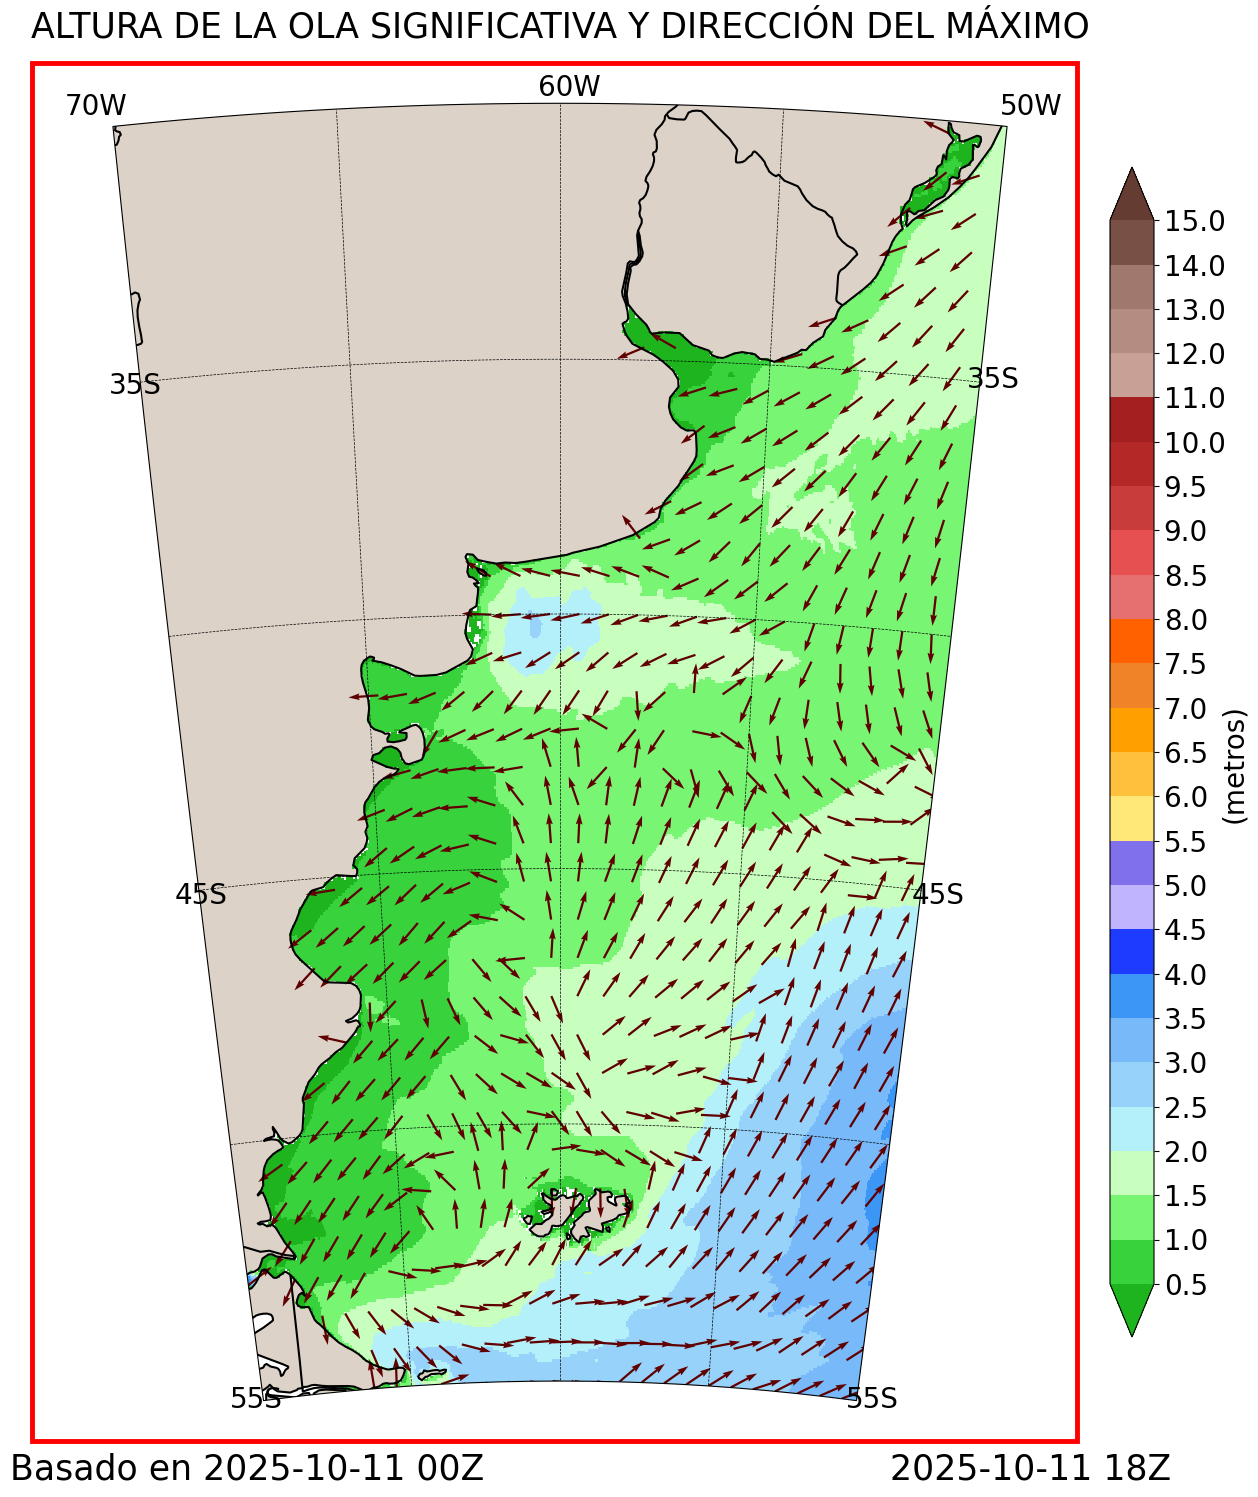 ALTURA DE LA OLA SIGNIFICATIVA Y DIRECCIÓN DEL MÁXIMO
70W
60W
50W
35S
35S
45S
45S
55S
55S
15.0
14.0
13.0
12.0
11.0
10.0
9.5
9.0
8.5
8.0
7.5
7.0
6.5
6.0
5.5
5.0
4.5
4.0
3.5
3.0
2.5
2.0
1.5
1.0
0.5
(metros)
Basado en 2025-10-11 00Z
2025-10-11 18Z